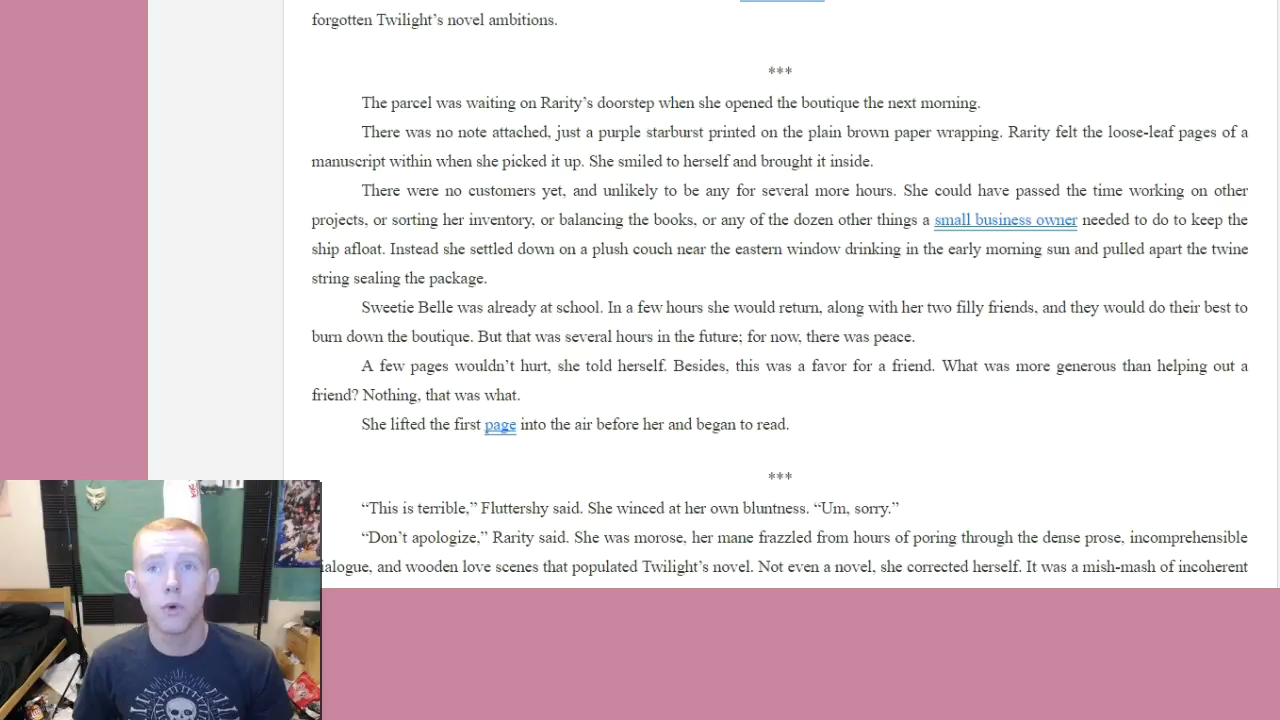 forgotten Twilight’s novel ambitions.
***
The parcel was waiting on Rarity’s doorstep when she opened the boutique the next morning.
There was no note attached, just a purple starburst printed on the plain brown paper wrapping. Rarity felt the loose-leaf pages of a
manuscript within when she picked it up. She smiled to herself and brought it inside.
There were no customers yet, and unlikely to be any for several more hours. She could have passed the time working on other
projects, or sorting her inventory, or balancing the books, or any of the dozen other things a small business owner needed to do to keep the
ship afloat. Instead she settled down on a plush couch near the eastern window drinking in the early morning sun and pulled apart the twine
string sealing the package.
Sweetie Belle was already at school. In a few hours she would return, along with her two filly friends, and they would do their best to
burn down the boutique. But that was several hours in the future; for now, there was peace.
A few pages wouldn’t hurt, she told herself. Besides, this was a favor for a friend. What was more generous than helping out a
friend? Nothing, that was what.
She lifted the first page into the air before her and began to read.
***
“This is terrible,” Fluttershy said. She winced at her own bluntness. “Um, sorry.”
“Don’t apologize,” Rarity said. She was morose, her mane frazzled from hours of poring through the dense prose, incomprehensible
ialogue, and wooden love scenes that populated Twilight’s novel. Not even a novel, she corrected herself. It was a mish-mash of incoherent